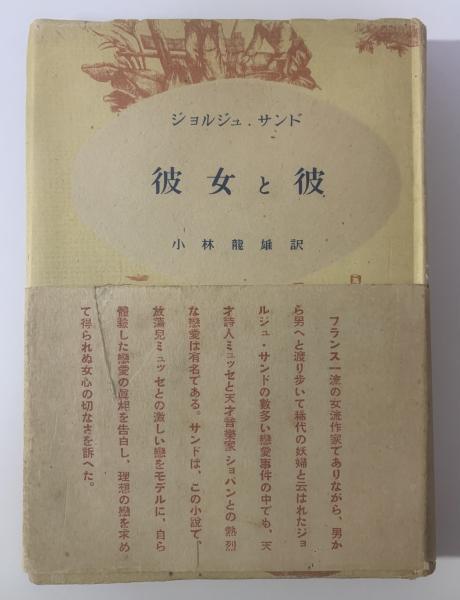 ジョルジュ・サンド
彼女と彼
小林龍雄訳
フランス一流の女流作家でありながら、男か
ら男へと渡り歩いて稀代の妖婦と云はれたジョ
ルジュ・サンドの數多い戀愛事件の中でも、天
才詩人ミュッセと天才音樂家ショパンとの熱烈
な戀愛は有名である。サンドは、この小說で、
放蕩兒ミュッセとの激しい戀をモデルに、自ら
體驗した戀愛の眞相を告白し、理想の戀を求め
て得られぬ女心の切なさを訴へた。